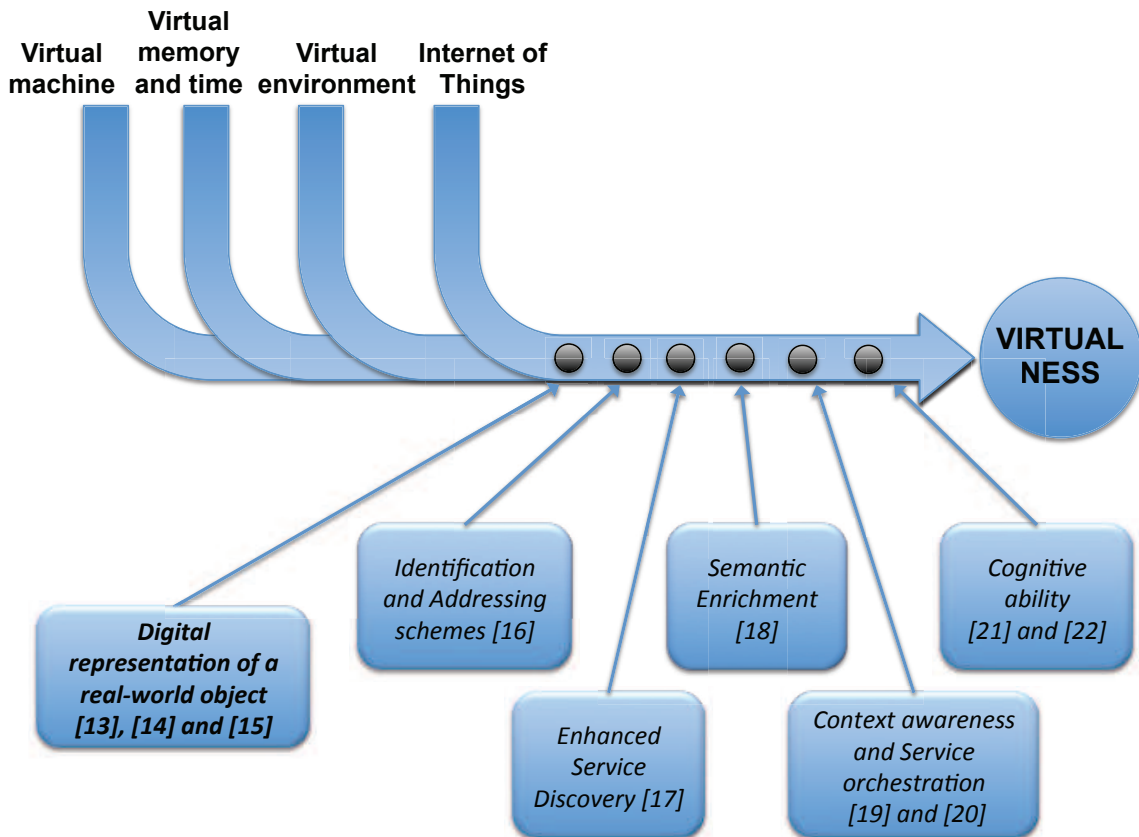 Virtual
machine
Virtual
memory
and time
Virtual
environment
Internet of
Things
VIRTUAL
NESS
Digital
representation of a
real-world object
[13], [14] and [15]
Identification
and Addressing
schemes [16]
Enhanced
Service
Discovery [17]
Semantic
Enrichment
[18]
Context awareness
and Service
orchestration
[19] and [20]
Cognitive
ability
[21] and [22]